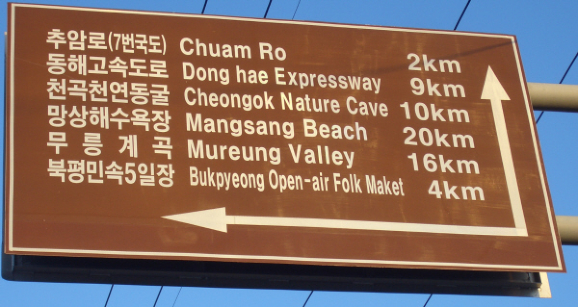 추암로(7번국도) Chuam Ro 2km
동해고속도로 Dong hae Expressway 9km
천곡천연동굴 Cheongok Nature Cave 10km
망상해수욕장 Mangsang Beach 20km
무릉계곡 Mureung Valley 16km
북평민속5일장 Bukpyeong Open-air Folk Maket 4km